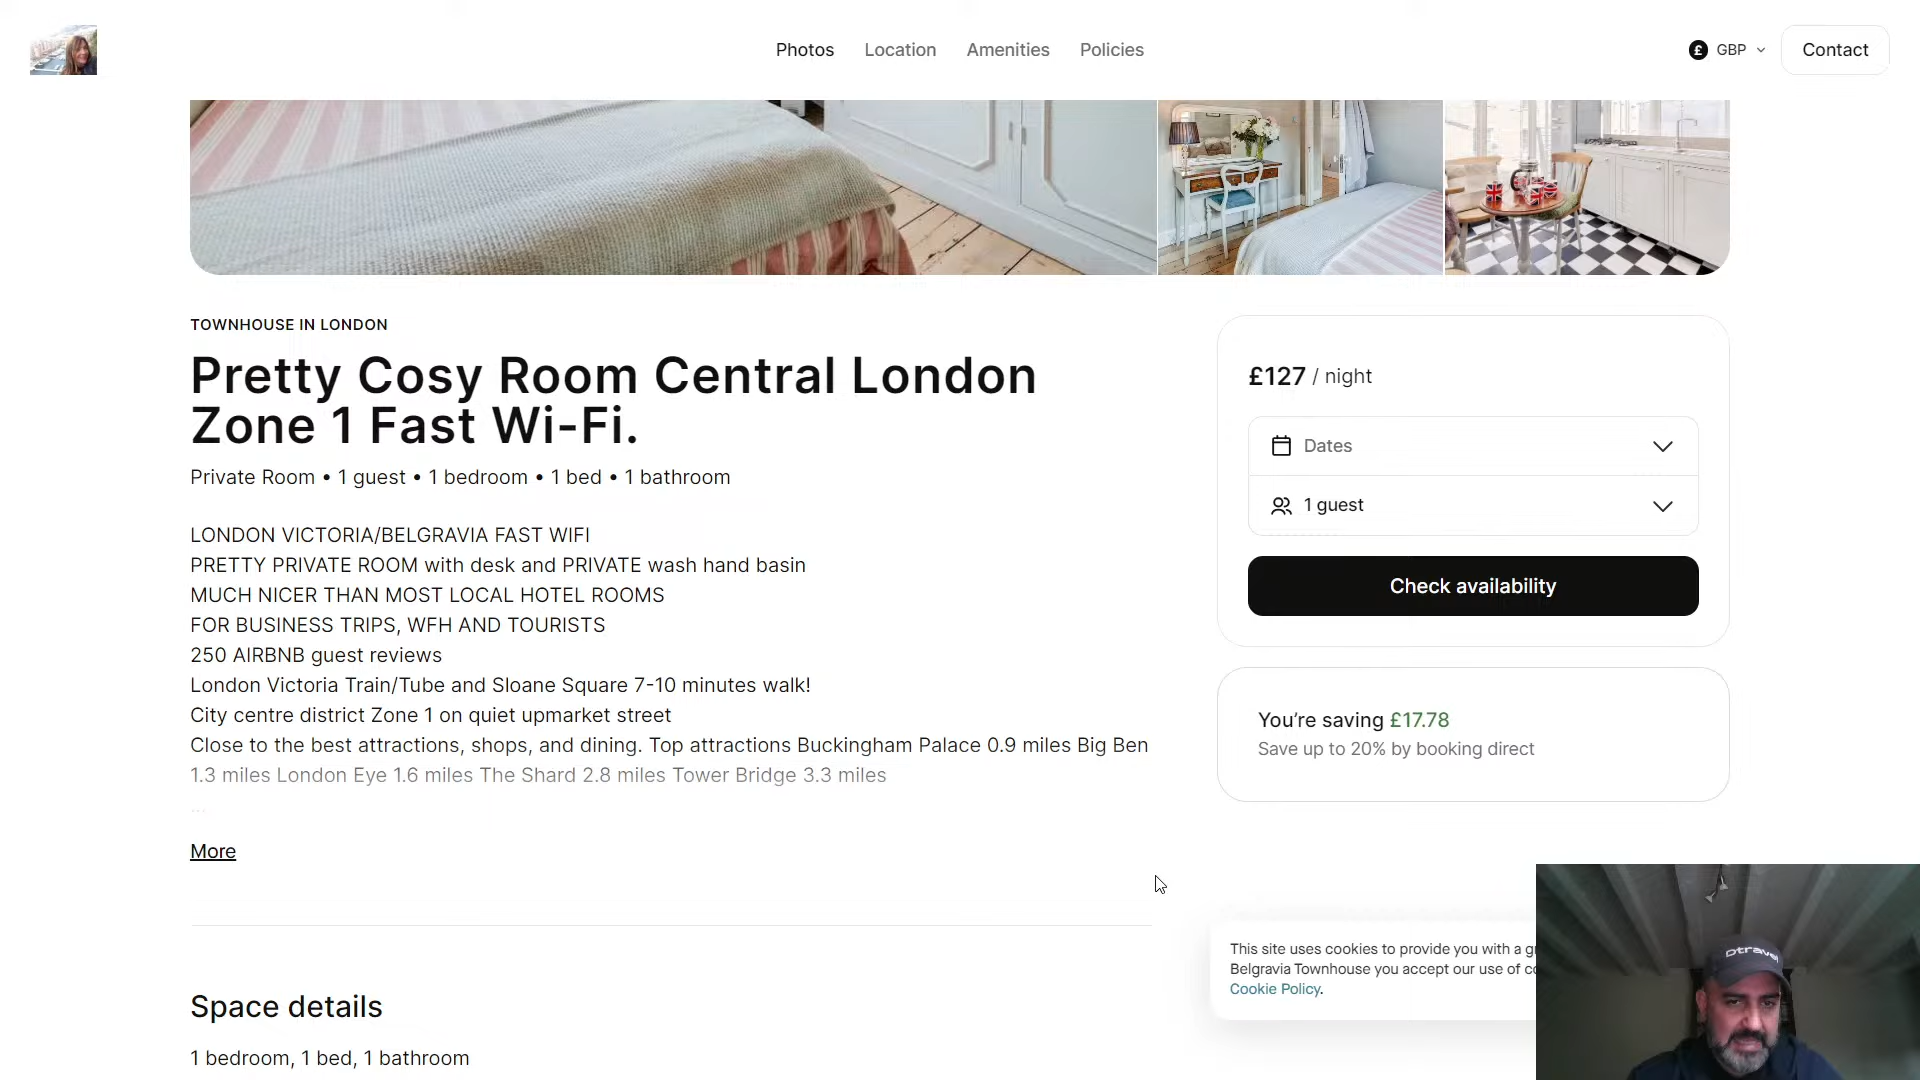 Photos
Location
Amenities
Policies
£ GBP
Contact
TOWNHOUSE IN LONDON
Pretty Cosy Room Central London
Zone 1 Fast Wi-Fi.
Private Room • 1 guest • 1 bedroom • 1 bed • 1 bathroom
LONDON VICTORIA/BELGRAVIA FAST WIFI
PRETTY PRIVATE ROOM with desk and PRIVATE wash hand basin
MUCH NICER THAN MOST LOCAL HOTEL ROOMS
FOR BUSINESS TRIPS, WFH AND TOURISTS
250 AIRBNB guest reviews
London Victoria Train/Tube and Sloane Square 7-10 minutes walk!
City centre district Zone 1 on quiet upmarket street
Close to the best attractions, shops, and dining. Top attractions Buckingham Palace 0.9 miles Big Ben
1.3 miles London Eye 1.6 miles The Shard 2.8 miles Tower Bridge 3.3 miles
...
More
Space details
1 bedroom, 1 bed, 1 bathroom
£127 / night
Dates
1 guest
Check availability
You're saving £17.78
Save up to 20% by booking direct
This site uses cookies to provide you with a
Belgravia Townhouse you accept our use of
Cookie Policy.
Dtravel